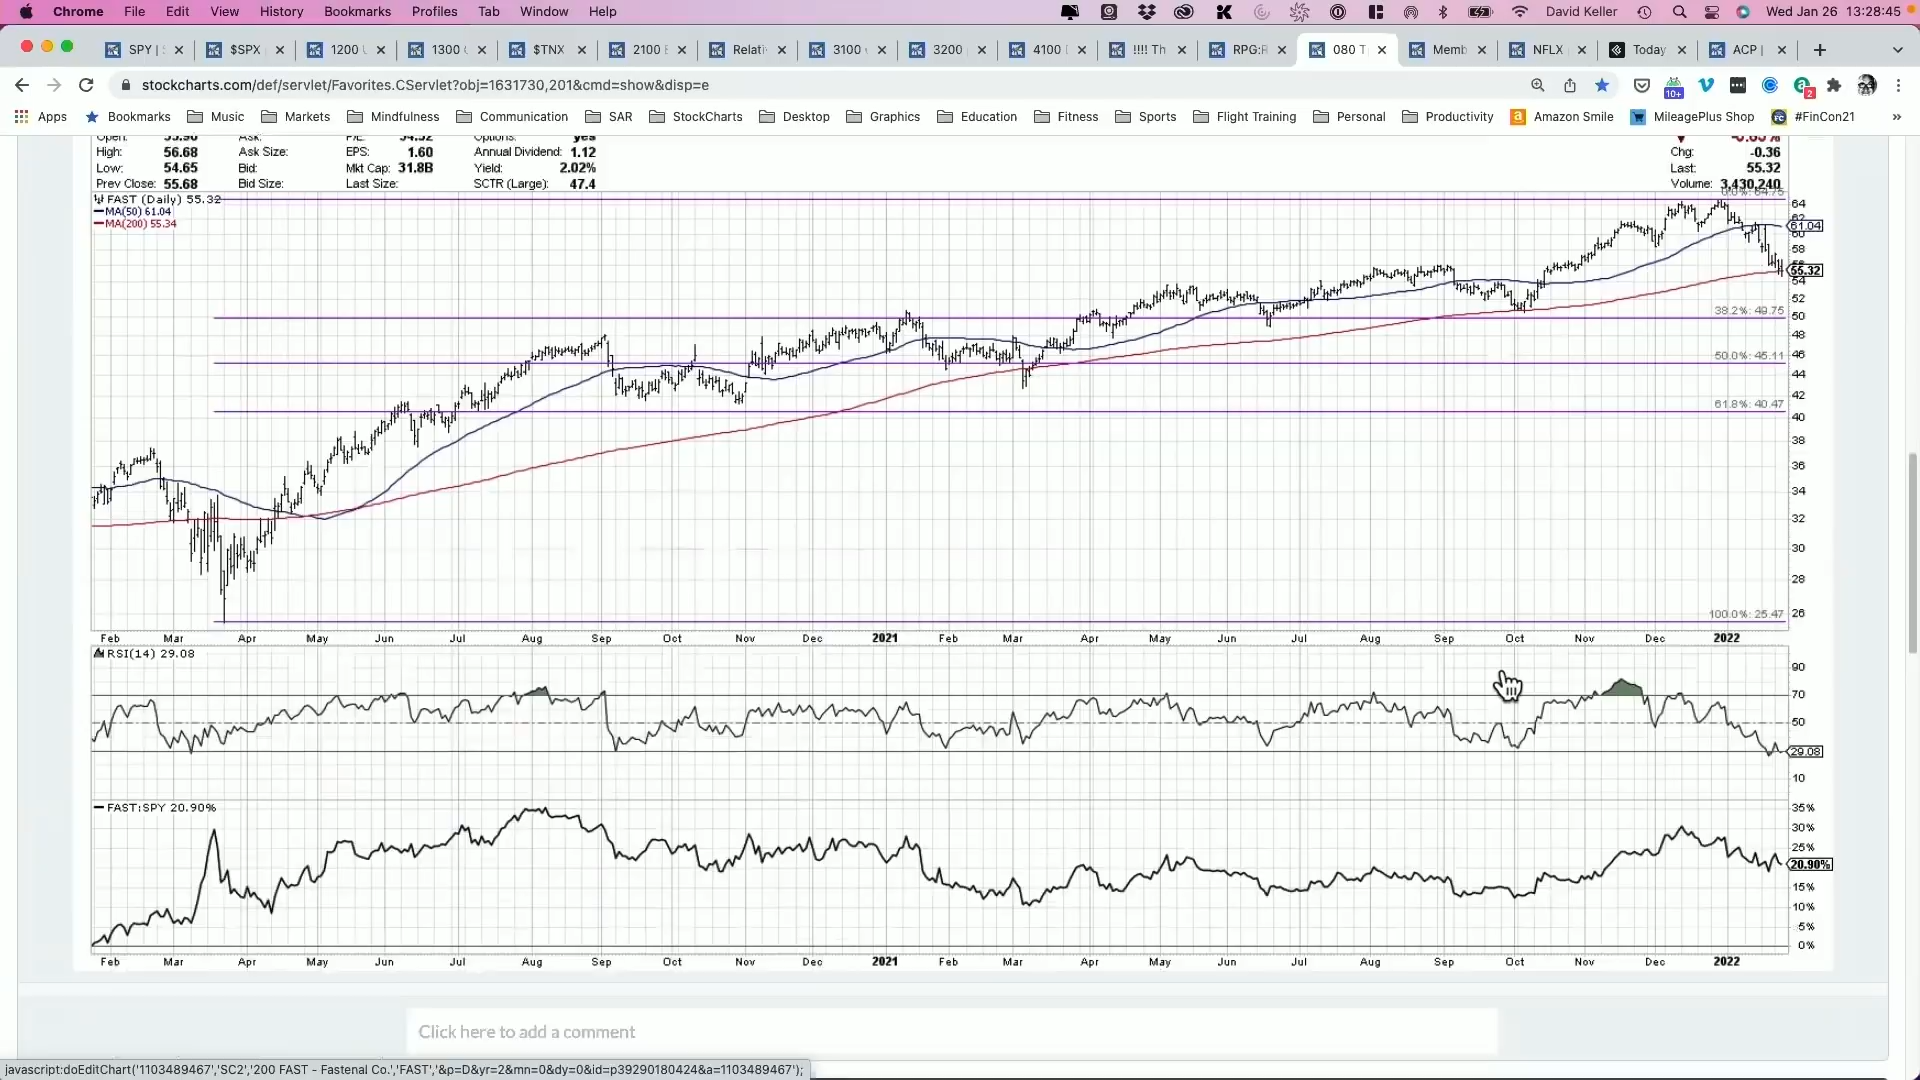 Chrome File Edit View History Bookmarks Profiles Tab Window Help David Keller Wed Jan 26 13:28:45
SPY | $SPX 1200 1300 $TNX 2100 Relati 3100 3200 4100 !!!! Th RPG:R 080 T Memb NFLX Today ACP |
stockcharts.com/def/servlet/Favorites.CServlet?obj=1631730,201&cmd=show&disp=e
10+ 2
Apps Bookmarks Music Markets Mindfulness Communication SAR StockCharts Desktop Graphics Education Fitness Sports Flight Training Personal Productivity Amazon Smile MileagePlus Shop #FinCon21 »
High: 56.68 Ask Size: EPS: 1.60 Annual Dividend: 1.12 Chg: -0.36
Low: 54.65 Bid: Mkt Cap: 31.8B Yield: 2.02% Last: 55.32
Prev Close: 55.68 Bid Size: Last Size: SCTR (Large): 47.4 Volume: 3,430,240
FAST (Daily) 55.32
MA(50) 61.04
MA(200) 55.34
64
62
61.04
60
58
55.32
54
52
38.2%: 49.75
50
48
46
50.0%: 45.11
44
42
61.8%: 40.47
40
38
36
34
32
30
28
100.0%: 25.47
26
Feb Mar Apr May Jun Jul Aug Sep Oct Nov Dec 2021 Feb Mar Apr May Jun Jul Aug Sep Oct Nov Dec 2022
RSI(14) 29.08
90
70
50
29.08
10
FAST:SPY 20.90%
35%
30%
25%
20.90%
15%
10%
5%
0%
Feb Mar Apr May Jun Jul Aug Sep Oct Nov Dec 2021 Feb Mar Apr May Jun Jul Aug Sep Oct Nov Dec 2022
Click here to add a comment
javascript:doEditChart('1103489467','SC2','200 FAST - Fastenal Co.','FAST','&p=D&yr=2&mn=0&dy=0&id=p39290180424&a=1103489467');